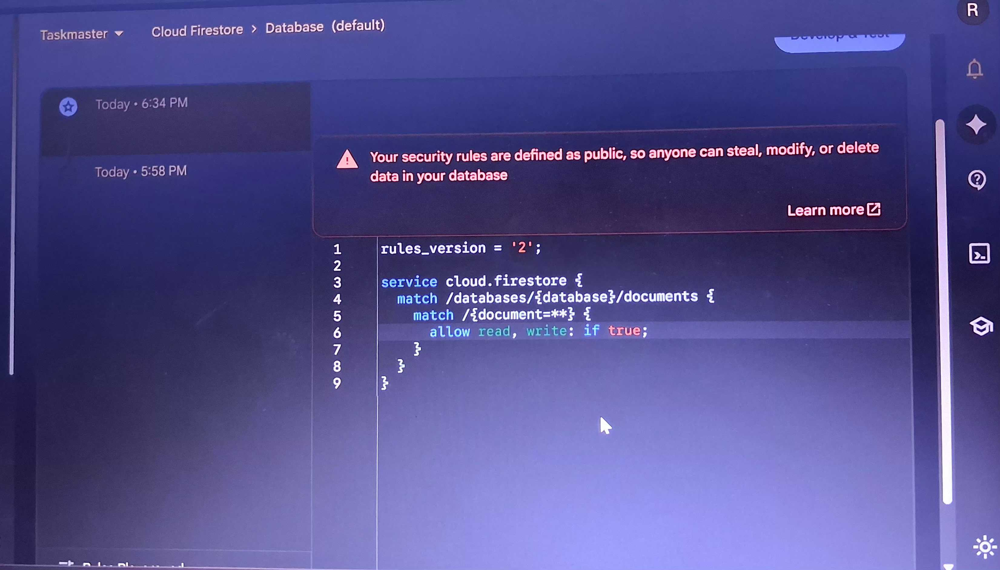 R
Taskmaster Cloud Firestore > Database (default)
Develop & Test
Today • 6:34 PM
Today • 5:58 PM
Your security rules are defined as public, so anyone can steal, modify, or delete
data in your database
Learn more
1 rules_version = '2';
2
3 service cloud.firestore {
4 match /databases/{database}/documents {
5 match /{document=**} {
6 allow read, write: if true;
7 }
8 }
9 }